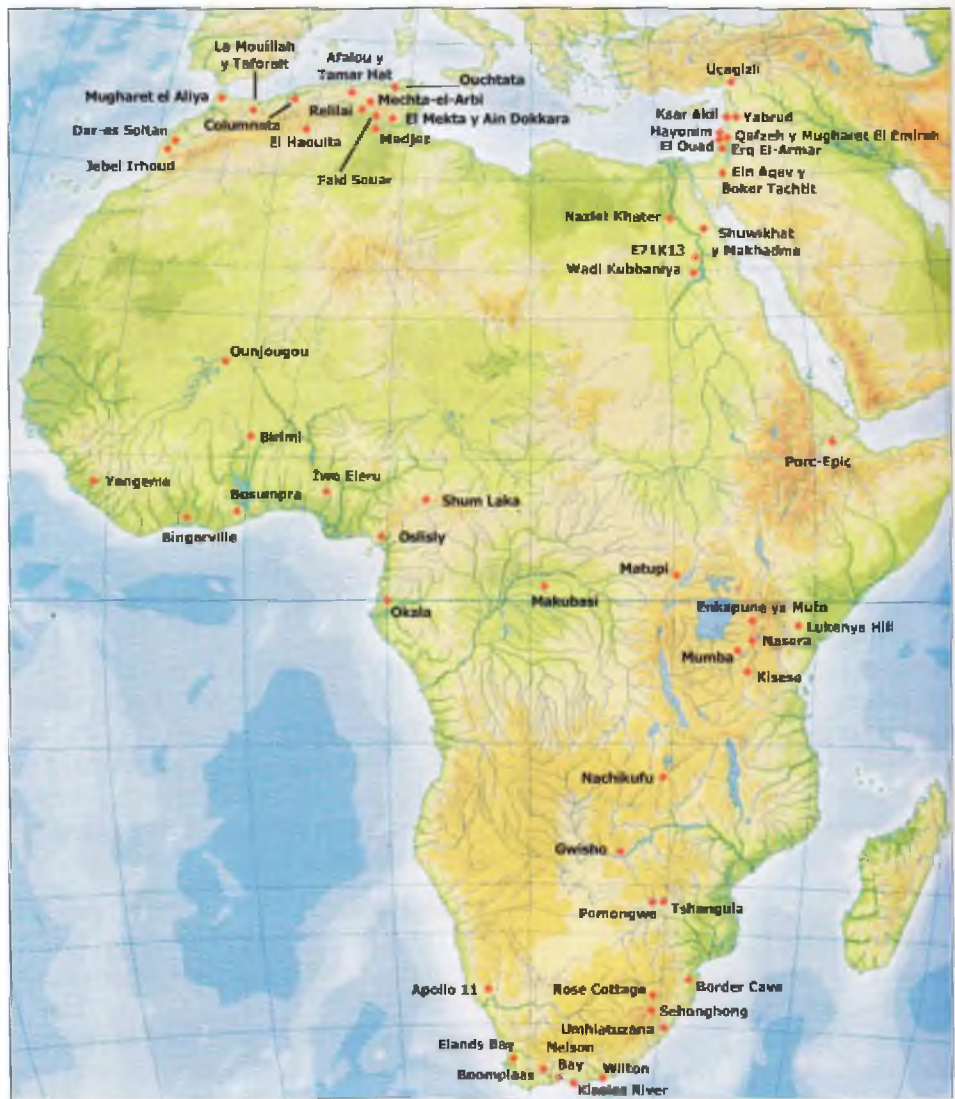 La Mouillah
y Taforalt
Afalou y
Tamar Hat
Ouchtata
Uçagizli
Mugharet el Aliya
Mechta-el-Arbi
Ksar Akil
Yabrud
Columnata
Relilai
El Mekta y Ain Dokkara
Dar-es Soltan
El Haouita
Medjez
Hayonim
Qafzeh y Mugharet El Emireh
El Ouad
Erq El-Armar
Jebel Irhoud
Faid Souar
Ein Aqev y
Boker Tachtit
Nazlet Khater
Shuwikhat
y Makhadma
E71K13
Wadi Kubbaniya
Ounjougou
Birimi
Porc-Epic
Yengema
Bosumpra
Iwo Eleru
Shum Laka
Bingerville
Oslisly
Matupi
Makubasi
Okala
Enkapune ya Muto
Lukenya Hill
Nasera
Mumba
Kisese
Nachikufu
Gwisho
Pomongwe
Tshangula
Apollo 11
Rose Cottage
Border Cave
Sehonghong
Umhlatuzana
Elands Bay
Nelson
Bay
Boomplaas
Wilton
Klasies River